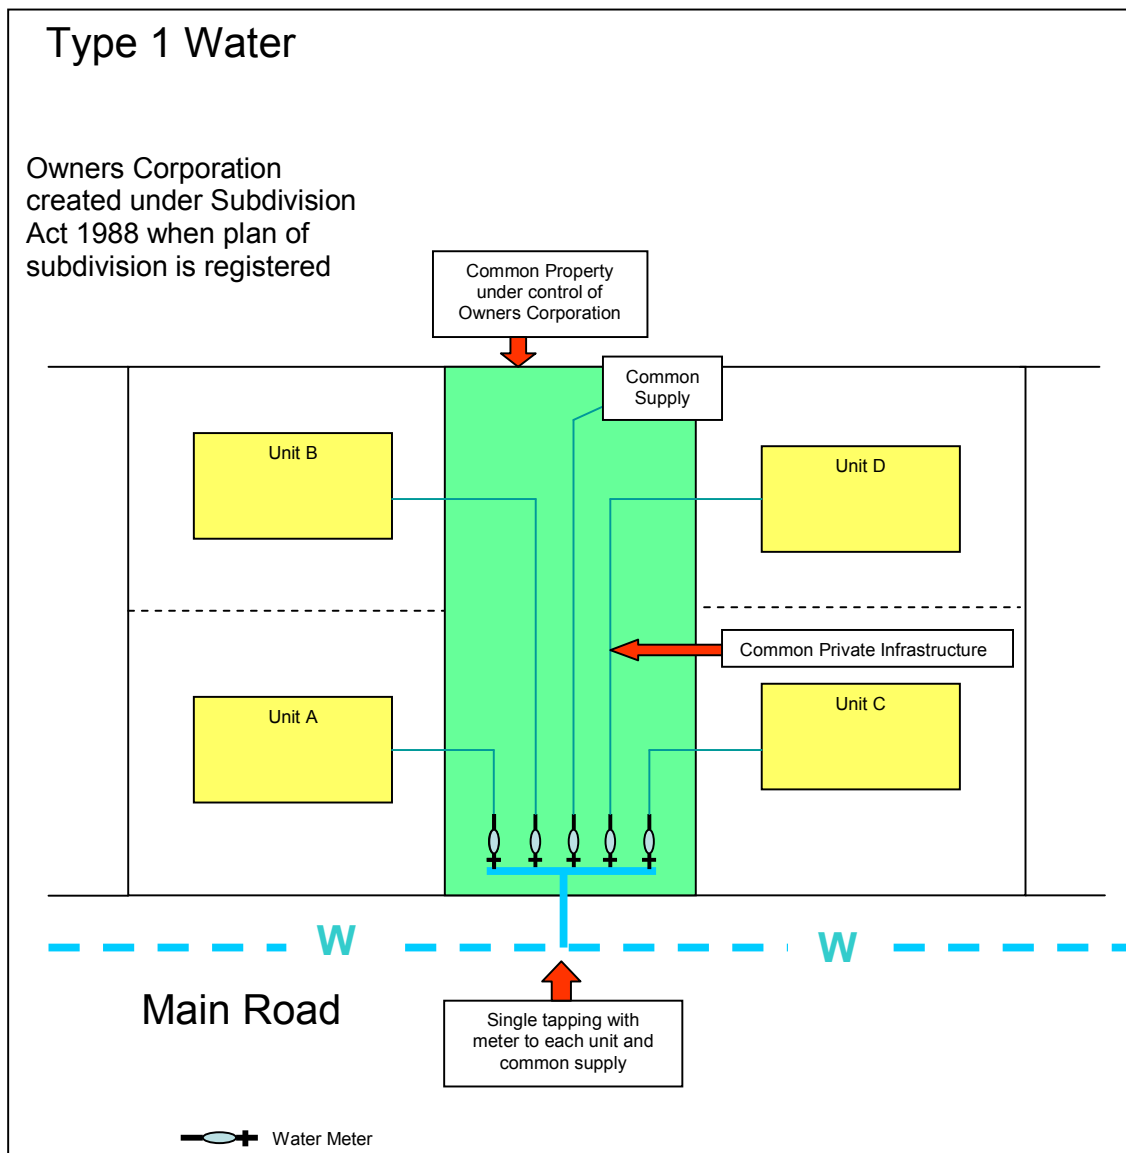 Type 1 Water
Owners Corporation
created under Subdivision
Act 1988 when plan of
subdivision is registered
Common Property
under control of
Owners Corporation
Common
Supply
Unit B
Unit D
Common Private Infrastructure
Unit A
Unit C
W
W
Main Road
Single tapping with
meter to each unit and
common supply
Water Meter